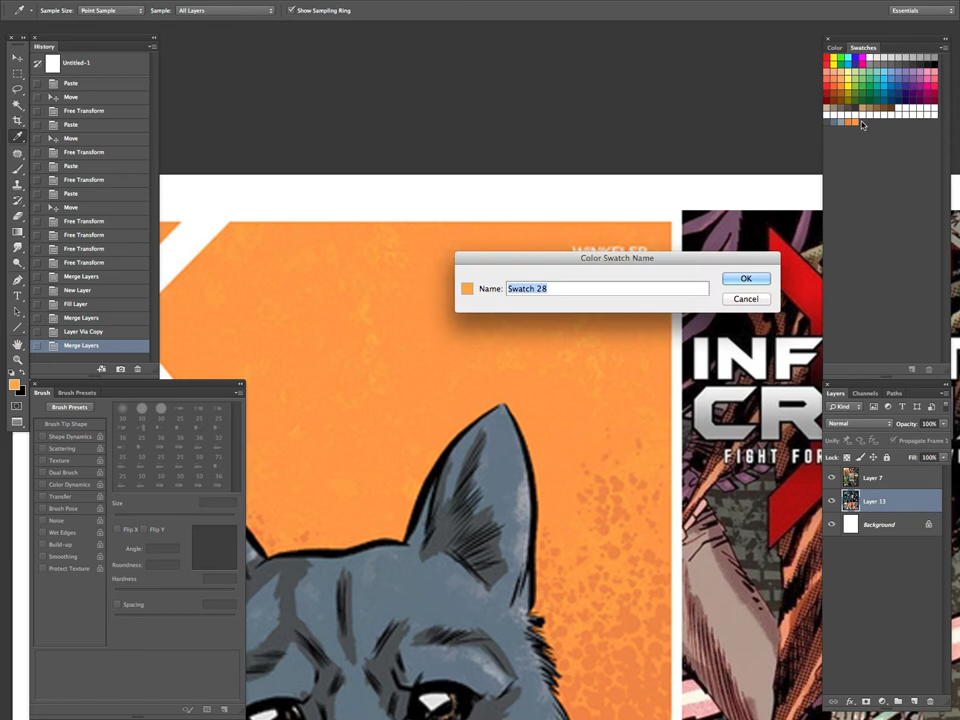 Sample Size: Point Sample Sample: All Layers Show Sampling Ring Essentials
History
Untitled-1
Paste
Move
Free Transform
Paste
Move
Free Transform
Paste
Free Transform
Paste
Move
Free Transform
Free Transform
Free Transform
Free Transform
Merge Layers
New Layer
Fill Layer
Merge Layers
Layer Via Copy
Merge Layers
Color Swatches
WINKELER
Color Swatch Name
Name: Swatch 28
OK
Cancel
INF
CR
FIGHT FOR
Brush Brush Presets
Brush Presets
Brush Tip Shape
Shape Dynamics
Scattering
Texture
Dual Brush
Color Dynamics
Transfer
Brush Pose
Noise
Wet Edges
Build-up
Smoothing
Protect Texture
Size
Flip X Flip Y
Angle:
Roundness:
Hardness
Spacing
Layers Channels Paths
Kind
Normal Opacity: 100%
Unify: Propagate Frame 1
Lock: Fill: 100%
Layer 7
Layer 13
Background